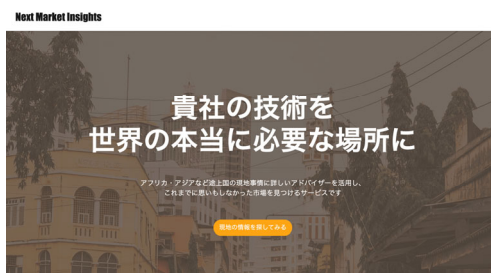 Next Market Insights
貴社の技術を
世界の本当に必要な場所に
アフリカ・アジアなど途上国の現地事情に詳しいアドバイザーを活用し、
これまでに思いもしなかった市場を見つけるサービスです
現地の情報を探してみる